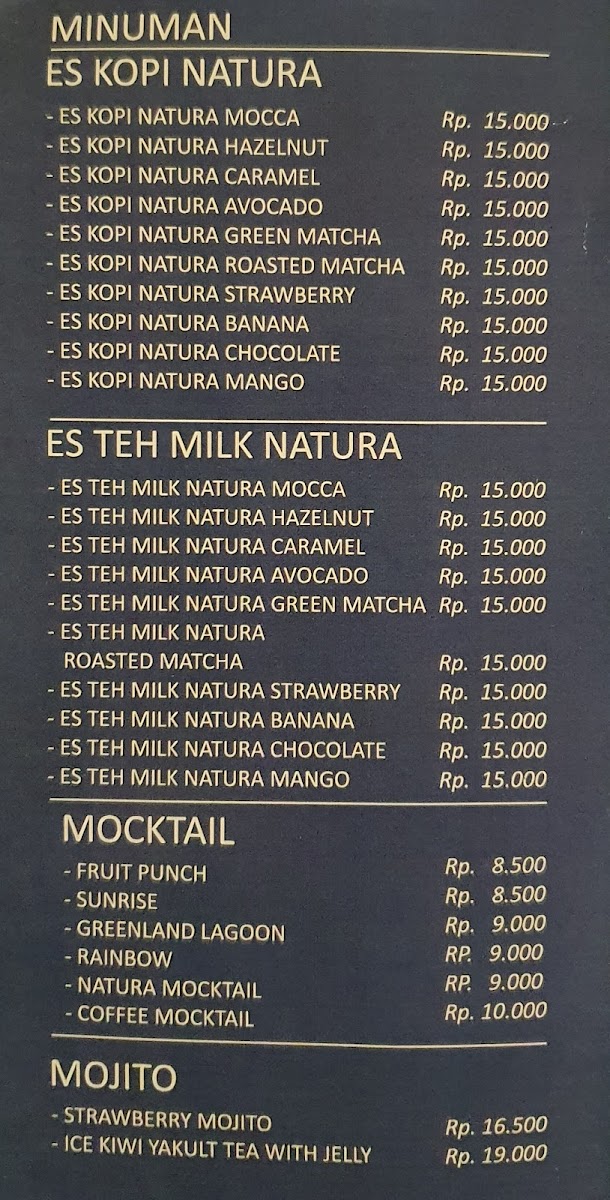 MINUMAN
ES KOPI NATURA
- ES KOPI NATURA MOCCA Rp. 15.000
- ES KOPI NATURA HAZELNUT Rp. 15.000
- ES KOPI NATURA CARAMEL Rp. 15.000
- ES KOPI NATURA AVOCADO Rp. 15.000
- ES KOPI NATURA GREEN MATCHA Rp. 15.000
- ES KOPI NATURA ROASTED MATCHA Rp. 15.000
- ES KOPI NATURA STRAWBERRY Rp. 15.000
- ES KOPI NATURA BANANA Rp. 15.000
- ES KOPI NATURA CHOCOLATE Rp. 15.000
- ES KOPI NATURA MANGO Rp. 15.000
ES TEH MILK NATURA
- ES TEH MILK NATURA MOCCA Rp. 15.000
- ES TEH MILK NATURA HAZELNUT Rp. 15.000
- ES TEH MILK NATURA CARAMEL Rp. 15.000
- ES TEH MILK NATURA AVOCADO Rp. 15.000
- ES TEH MILK NATURA GREEN MATCHA Rp. 15.000
- ES TEH MILK NATURA
ROASTED MATCHA Rp. 15.000
- ES TEH MILK NATURA STRAWBERRY Rp. 15.000
- ES TEH MILK NATURA BANANA Rp. 15.000
- ES TEH MILK NATURA CHOCOLATE Rp. 15.000
- ES TEH MILK NATURA MANGO Rp. 15.000
MOCKTAIL
- FRUIT PUNCH Rp. 8.500
- SUNRISE Rp. 8.500
- GREENLAND LAGOON Rp. 9.000
- RAINBOW RP. 9.000
- NATURA MOCKTAIL RP. 9.000
- COFFEE MOCKTAIL Rp. 10.000
MOJITO
- STRAWBERRY MOJITO Rp. 16.500
- ICE KIWI YAKULT TEA WITH JELLY Rp. 19.000